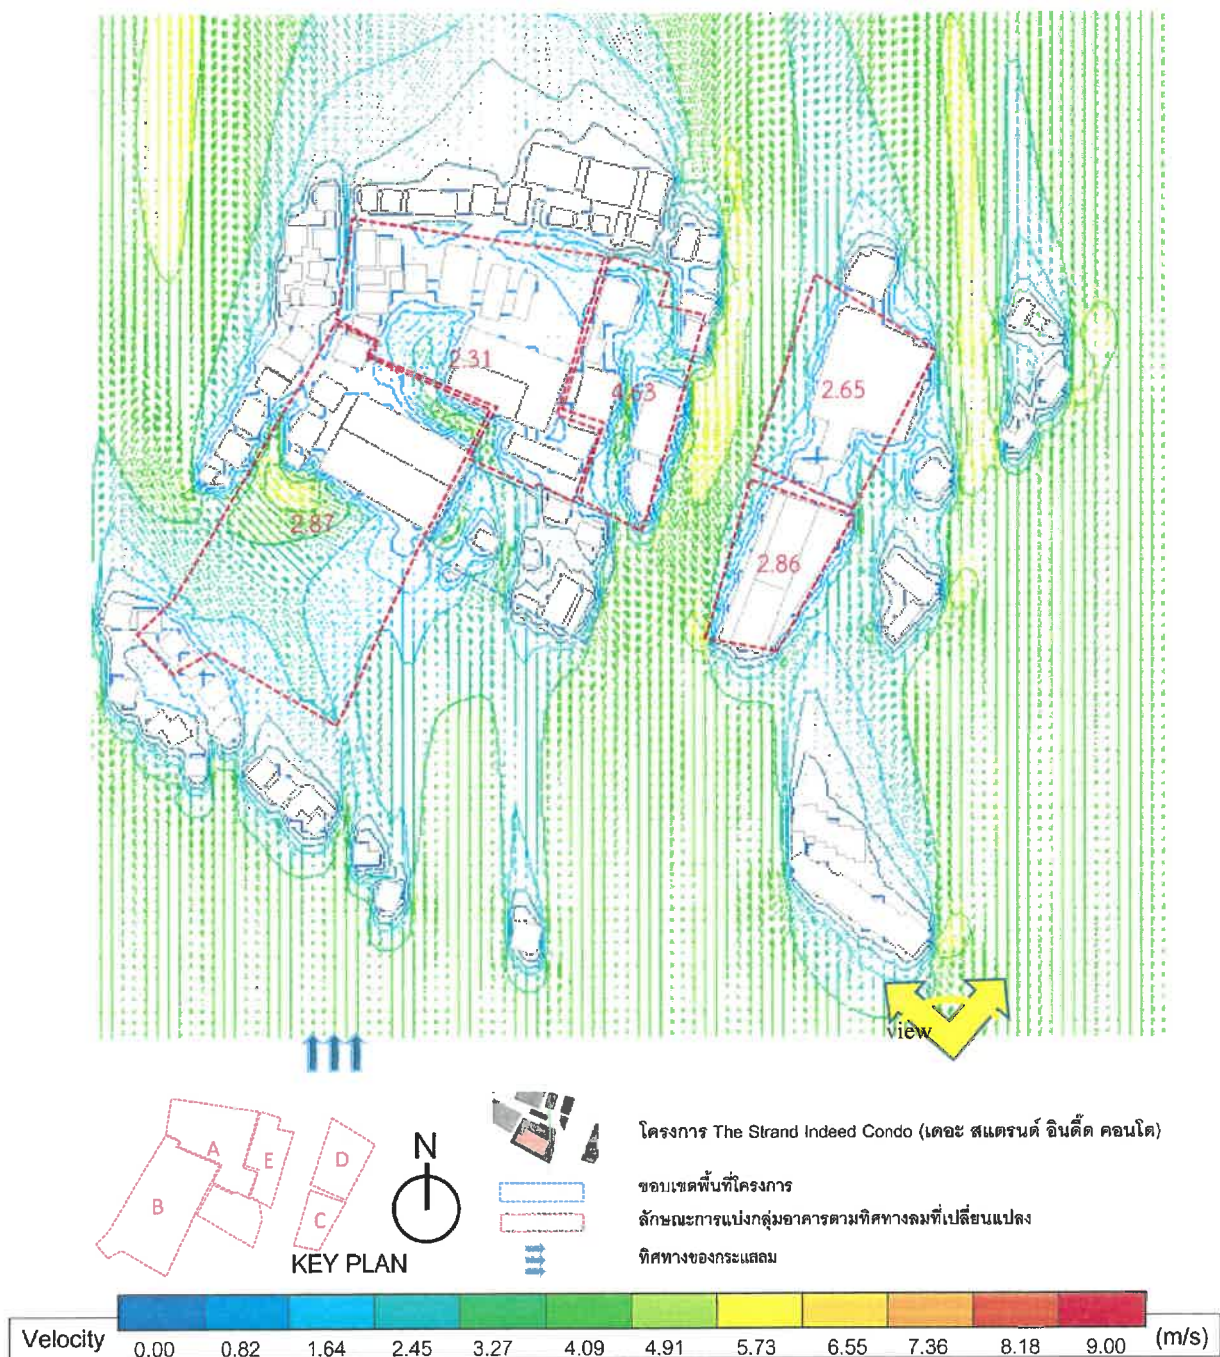 2.31
4.63
2.65
2.87
2.86
view
A
E
D
B
C
N
KEY PLAN
โครงการ The Strand Indeed Condo (เดอะ สแตรนด์ อินดี๊ด คอนโด)
ขอบเขตพื้นที่โครงการ
ลักษณะการแบ่งกลุ่มอาคารตามทิศทางลมที่เปลี่ยนแปลง
ทิศทางของกระแสลม
Velocity 0.00 0.82 1.64 2.45 3.27 4.09 4.91 5.73 6.55 7.36 8.18 9.00 (m/s)